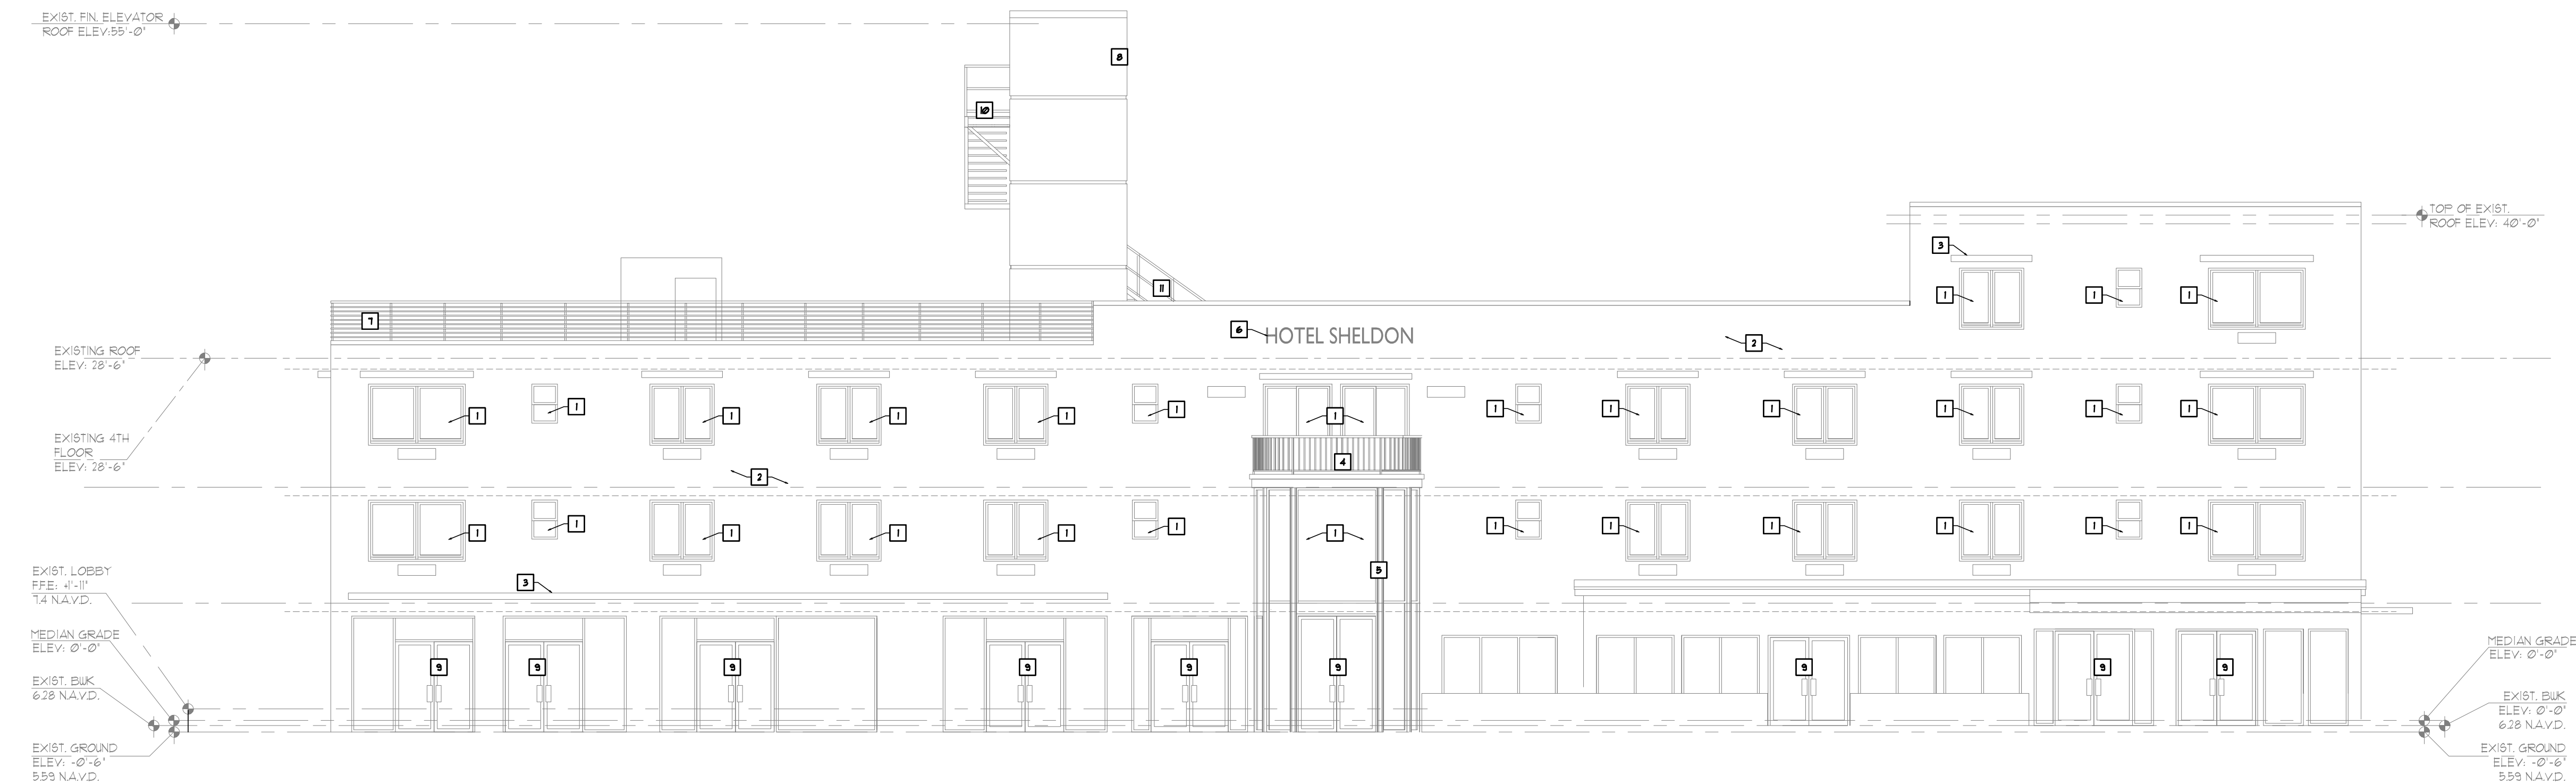 EXIST. FIN. ELEVATOR
ROOF ELEV:55'-0"
8
10
TOP OF EXIST.
ROOF ELEV: 40'-0"
3
11
1
1
1
7
6
HOTEL SHELDON
2
EXISTING ROOF
ELEV: 28'-6"
1
1
1
1
1
1
1
1
1
1
1
1
1
EXISTING 4TH
FLOOR
ELEV: 28'-6"
4
2
1
1
1
1
1
1
1
1
1
1
1
1
1
EXIST. LOBBY
F.F.E: +1'-11"
7.4 N.A.V.D.
3
5
MEDIAN GRADE
ELEV: 0'-0"
9
9
9
9
9
9
9
9
9
MEDIAN GRADE
ELEV: 0'-0"
EXIST. BWK
6.28 N.A.V.D.
EXIST. BWK
ELEV: 0'-0"
6.28 N.A.V.D.
EXIST. GROUND
ELEV: -0'-6"
5.59 N.A.V.D.
EXIST. GROUND
ELEV: -0'-6"
5.59 N.A.V.D.